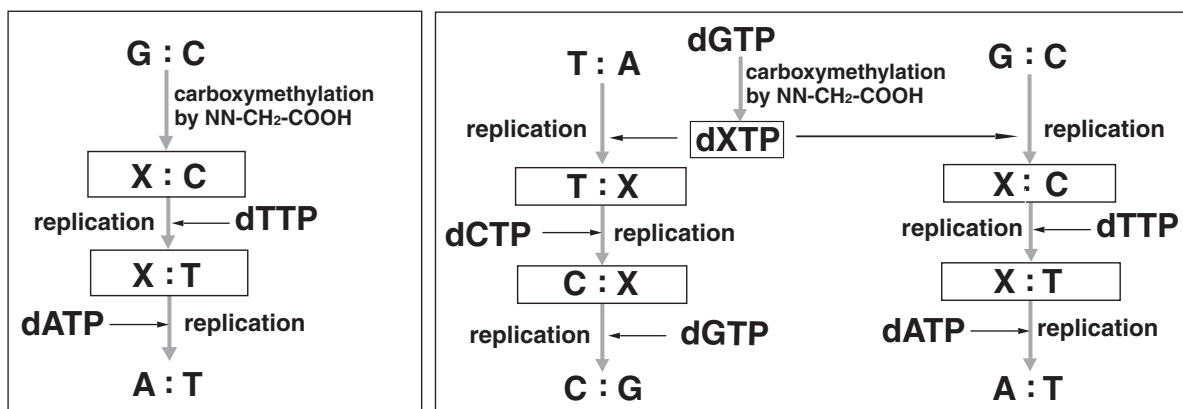 G : C
carboxymethylation
by NN-CH₂-COOH
X : C
replication
dTTP
X : T
dATP
replication
A : T
T : A
replication
dGTP
carboxymethylation
by NN-CH₂-COOH
dXTP
T : X
dCTP
replication
C : X
replication
dGTP
C : G
G : C
replication
X : C
replication
dTTP
X : T
dATP
replication
A : T